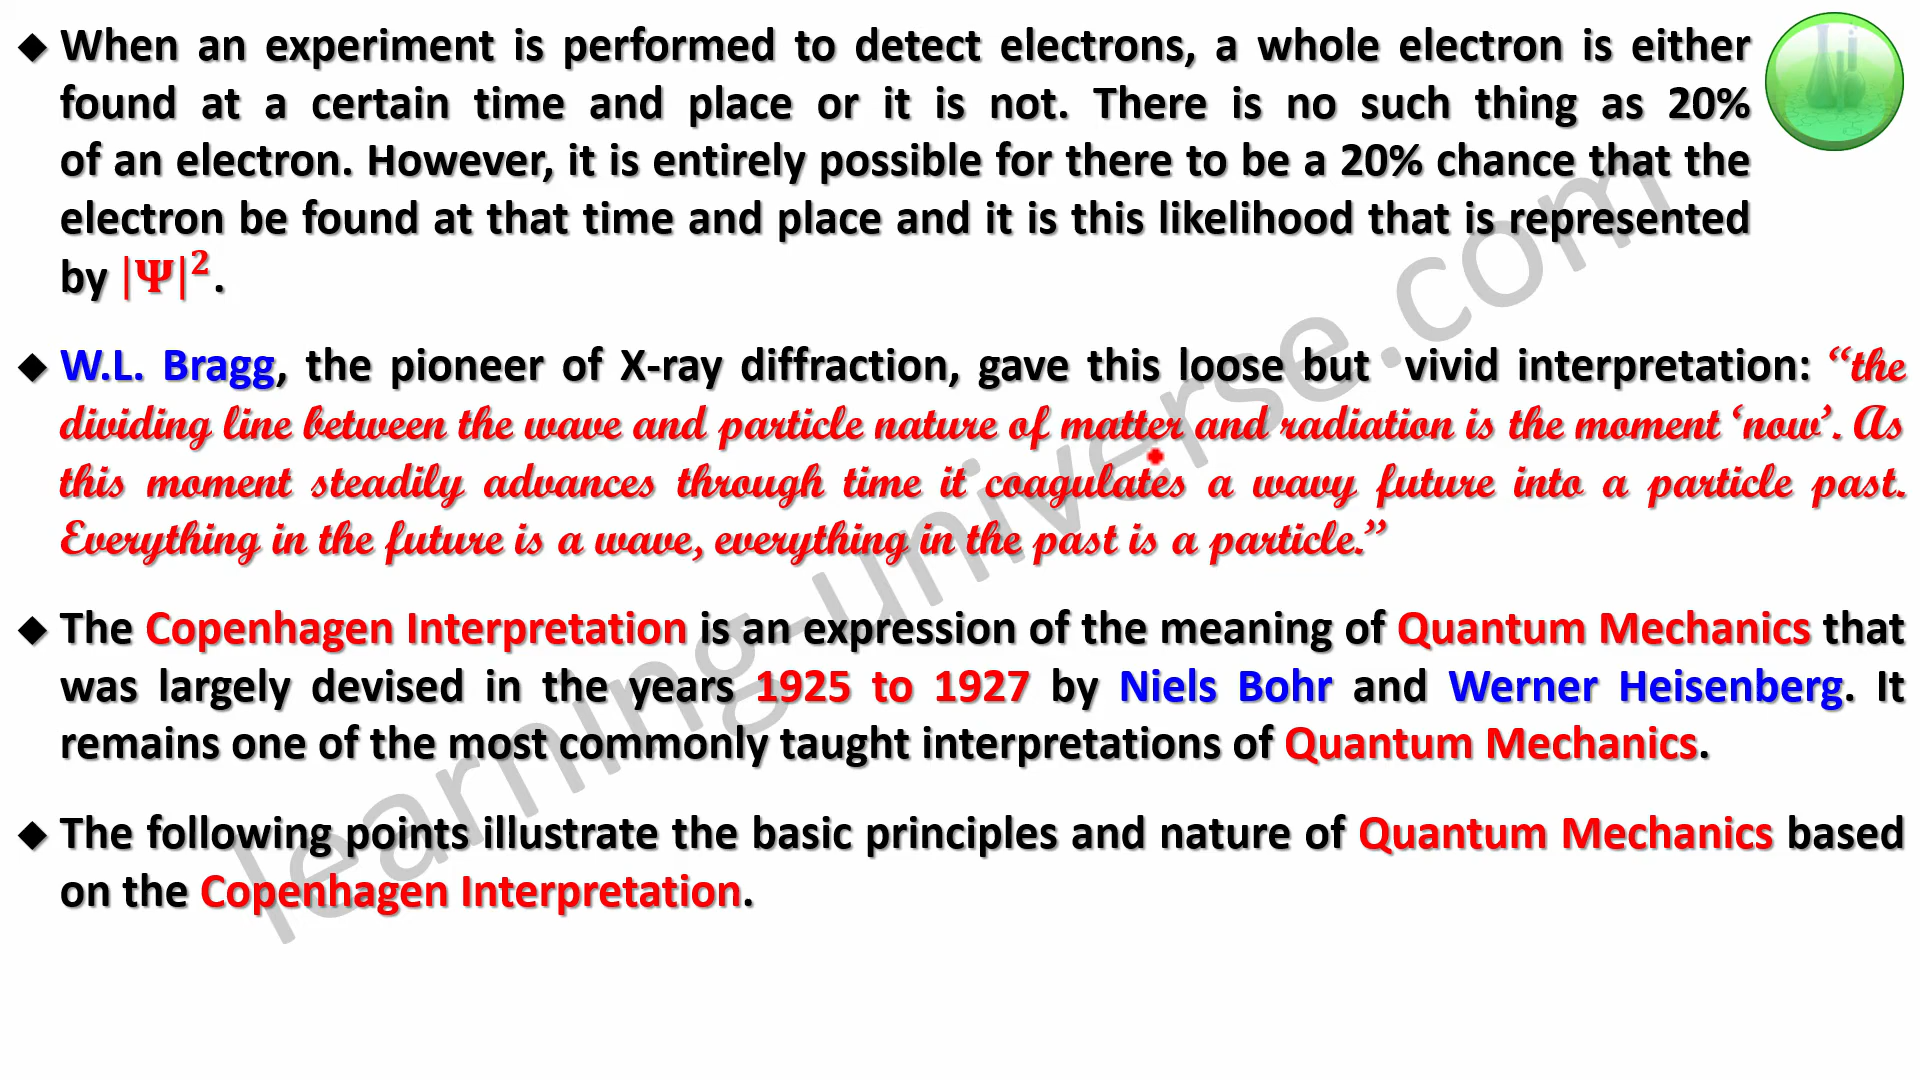 ◆ When an experiment is performed to detect electrons, a whole electron is either
found at a certain time and place or it is not. There is no such thing as 20%
of an electron. However, it is entirely possible for there to be a 20% chance that the
electron be found at that time and place and it is this likelihood that is represented
by |Ψ|².
◆ W.L. Bragg, the pioneer of X-ray diffraction, gave this loose but vivid interpretation: “the
dividing line between the wave and particle nature of matter and radiation is the moment ‘now’. As
this moment steadily advances through time it coagulates a wavy future into a particle past.
Everything in the future is a wave, everything in the past is a particle.”
◆ The Copenhagen Interpretation is an expression of the meaning of Quantum Mechanics that
was largely devised in the years 1925 to 1927 by Niels Bohr and Werner Heisenberg. It
remains one of the most commonly taught interpretations of Quantum Mechanics.
◆ The following points illustrate the basic principles and nature of Quantum Mechanics based
on the Copenhagen Interpretation.
learning-universe.com